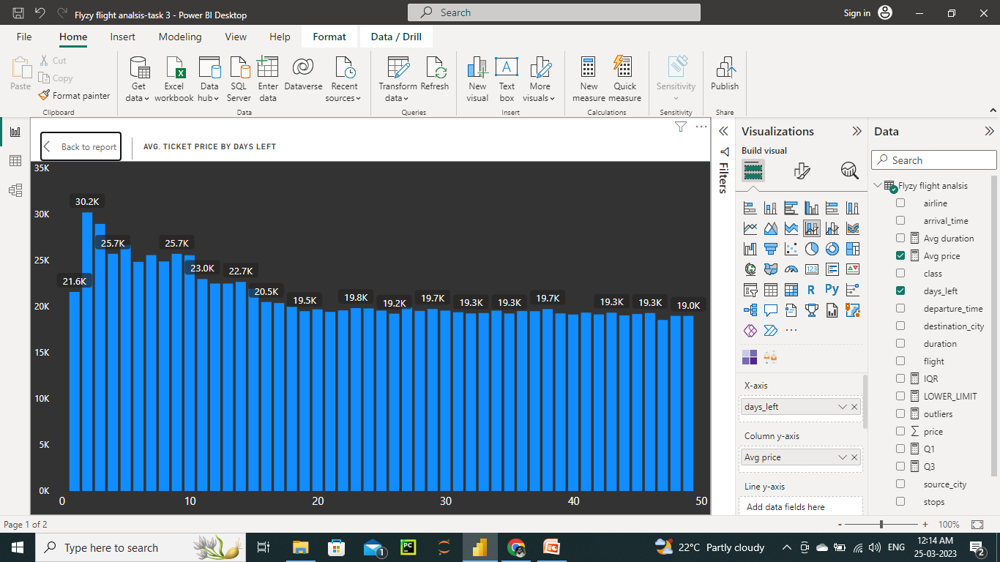 Flyzy flight analsis-task 3 - Power BI Desktop
Search
Sign in
File
Home
Insert
Modeling
View
Help
Format
Data / Drill
Paste
Cut
Copy
Format painter
Clipboard
Get data
Excel workbook
Data hub
SQL Server
Enter data
Dataverse
Recent sources
Data
Transform data
Refresh
Queries
New visual
Text box
More visuals
Insert
New measure
Quick measure
Calculations
Sensitivity
Sensitivity
Publish
Share
Back to report
AVG. TICKET PRICE BY DAYS LEFT
35K
30K
25K
20K
15K
10K
5K
0K
21.6K
30.2K
25.7K
25.7K
23.0K
22.7K
20.5K
19.5K
19.8K
19.2K
19.7K
19.3K
19.3K
19.7K
19.3K
19.3K
19.0K
0
10
20
30
40
50
Filters
Visualizations
Build visual
123
R
Py
X-axis
days_left
Column y-axis
Avg price
Line y-axis
Add data fields here
Data
Search
Flyzy flight analsis
airline
arrival_time
Avg duration
Avg price
class
days_left
departure_time
destination_city
duration
flight
IQR
LOWER_LIMIT
outliers
price
Q1
Q3
source_city
stops
Page 1 of 2
- + 100%
Type here to search
1
PC
22°C Partly cloudy
ENG
12:14 AM
25-03-2023
2